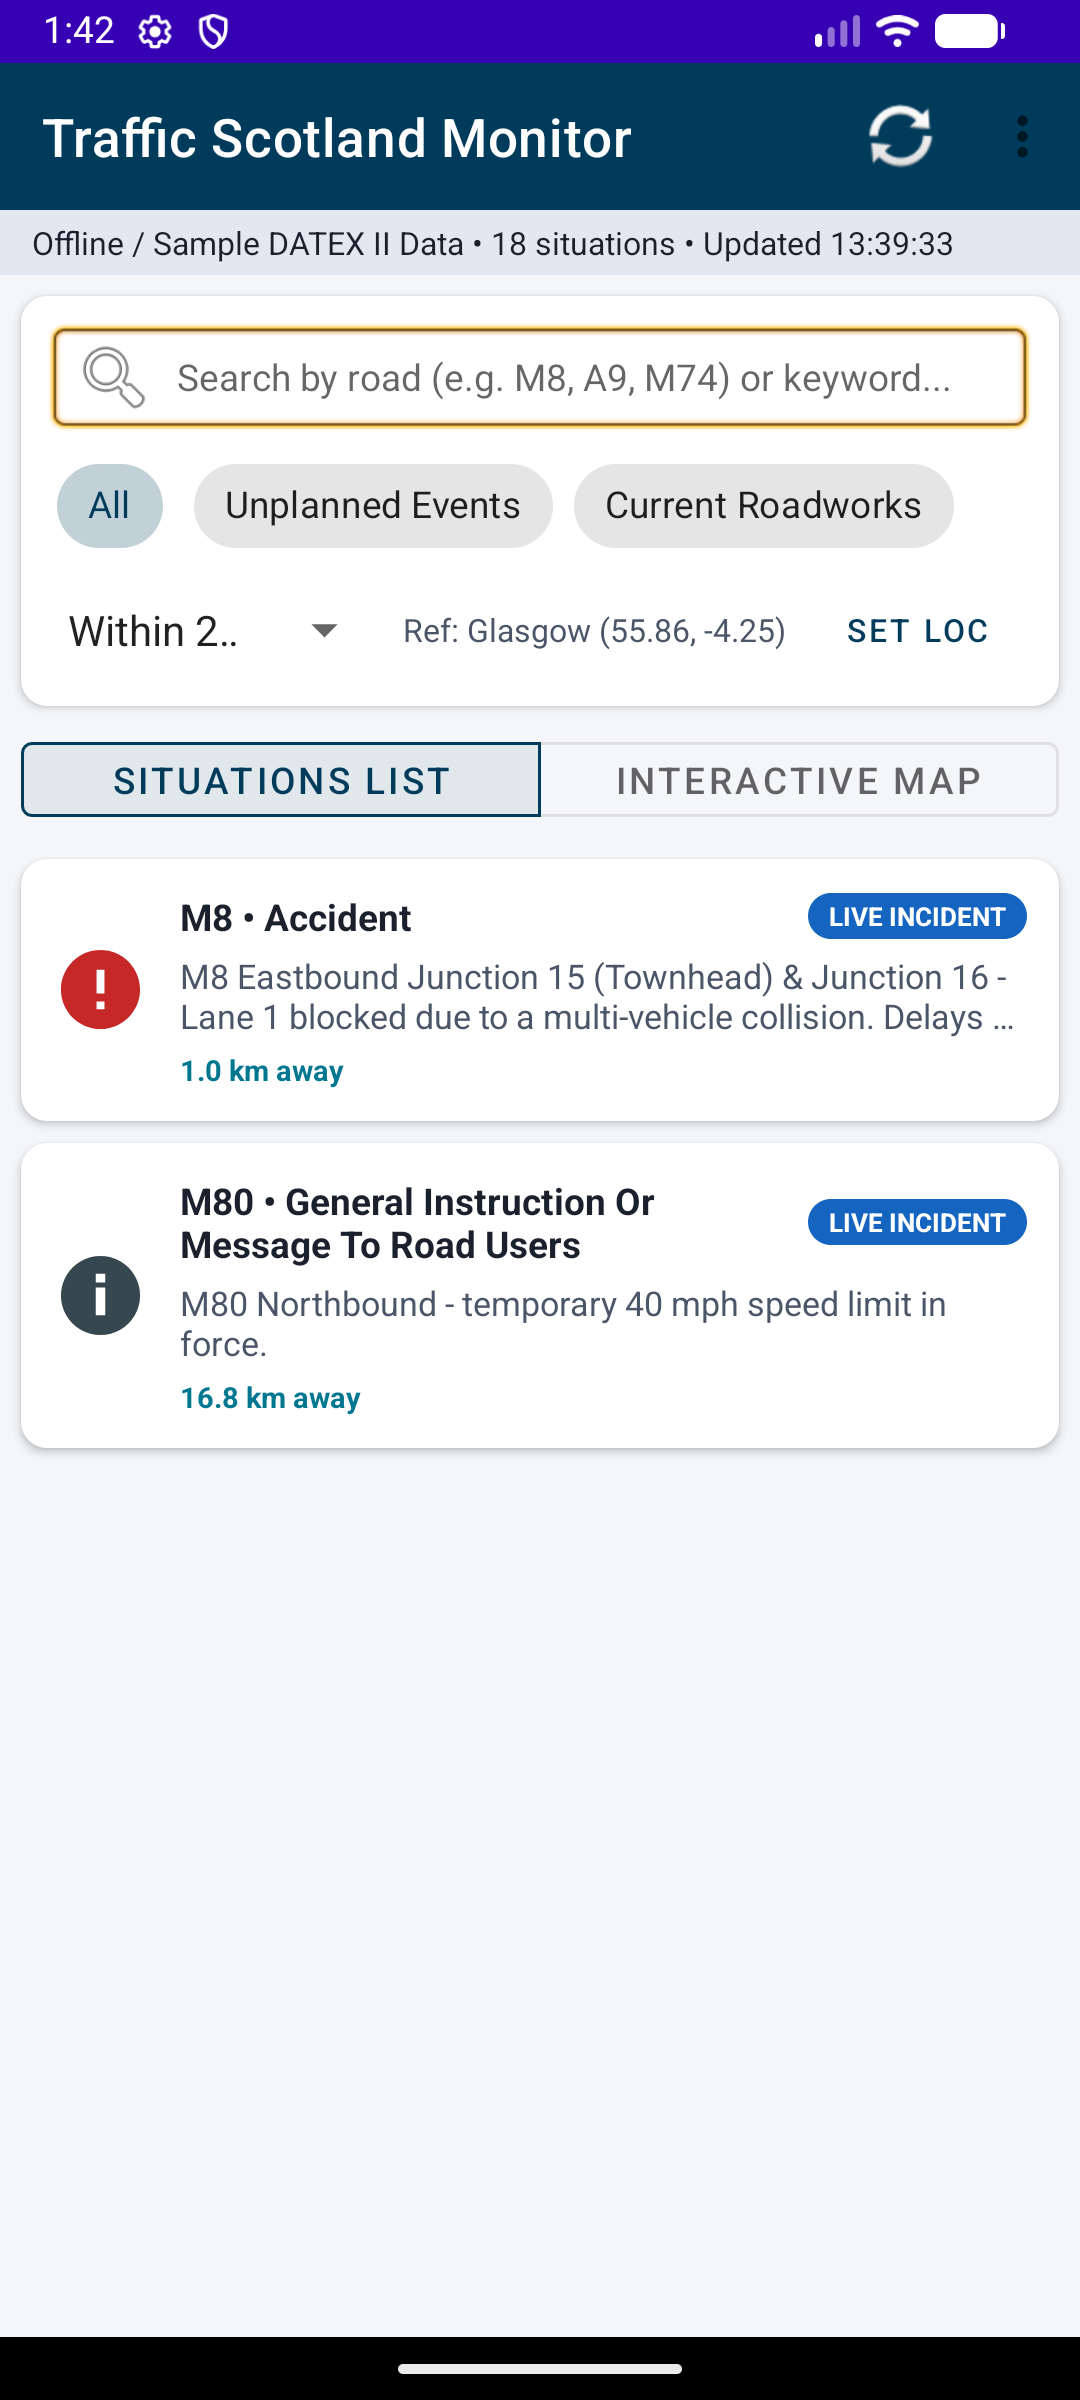 1:42
Traffic Scotland Monitor
Offline / Sample DATEX II Data • 18 situations • Updated 13:39:33
Search by road (e.g. M8, A9, M74) or keyword...
All
Unplanned Events
Current Roadworks
Within 2..
Ref: Glasgow (55.86, -4.25)
SET LOC
SITUATIONS LIST
INTERACTIVE MAP
M8 • Accident
LIVE INCIDENT
M8 Eastbound Junction 15 (Townhead) & Junction 16 -
Lane 1 blocked due to a multi-vehicle collision. Delays ...
1.0 km away
M80 • General Instruction Or
Message To Road Users
LIVE INCIDENT
M80 Northbound - temporary 40 mph speed limit in
force.
16.8 km away